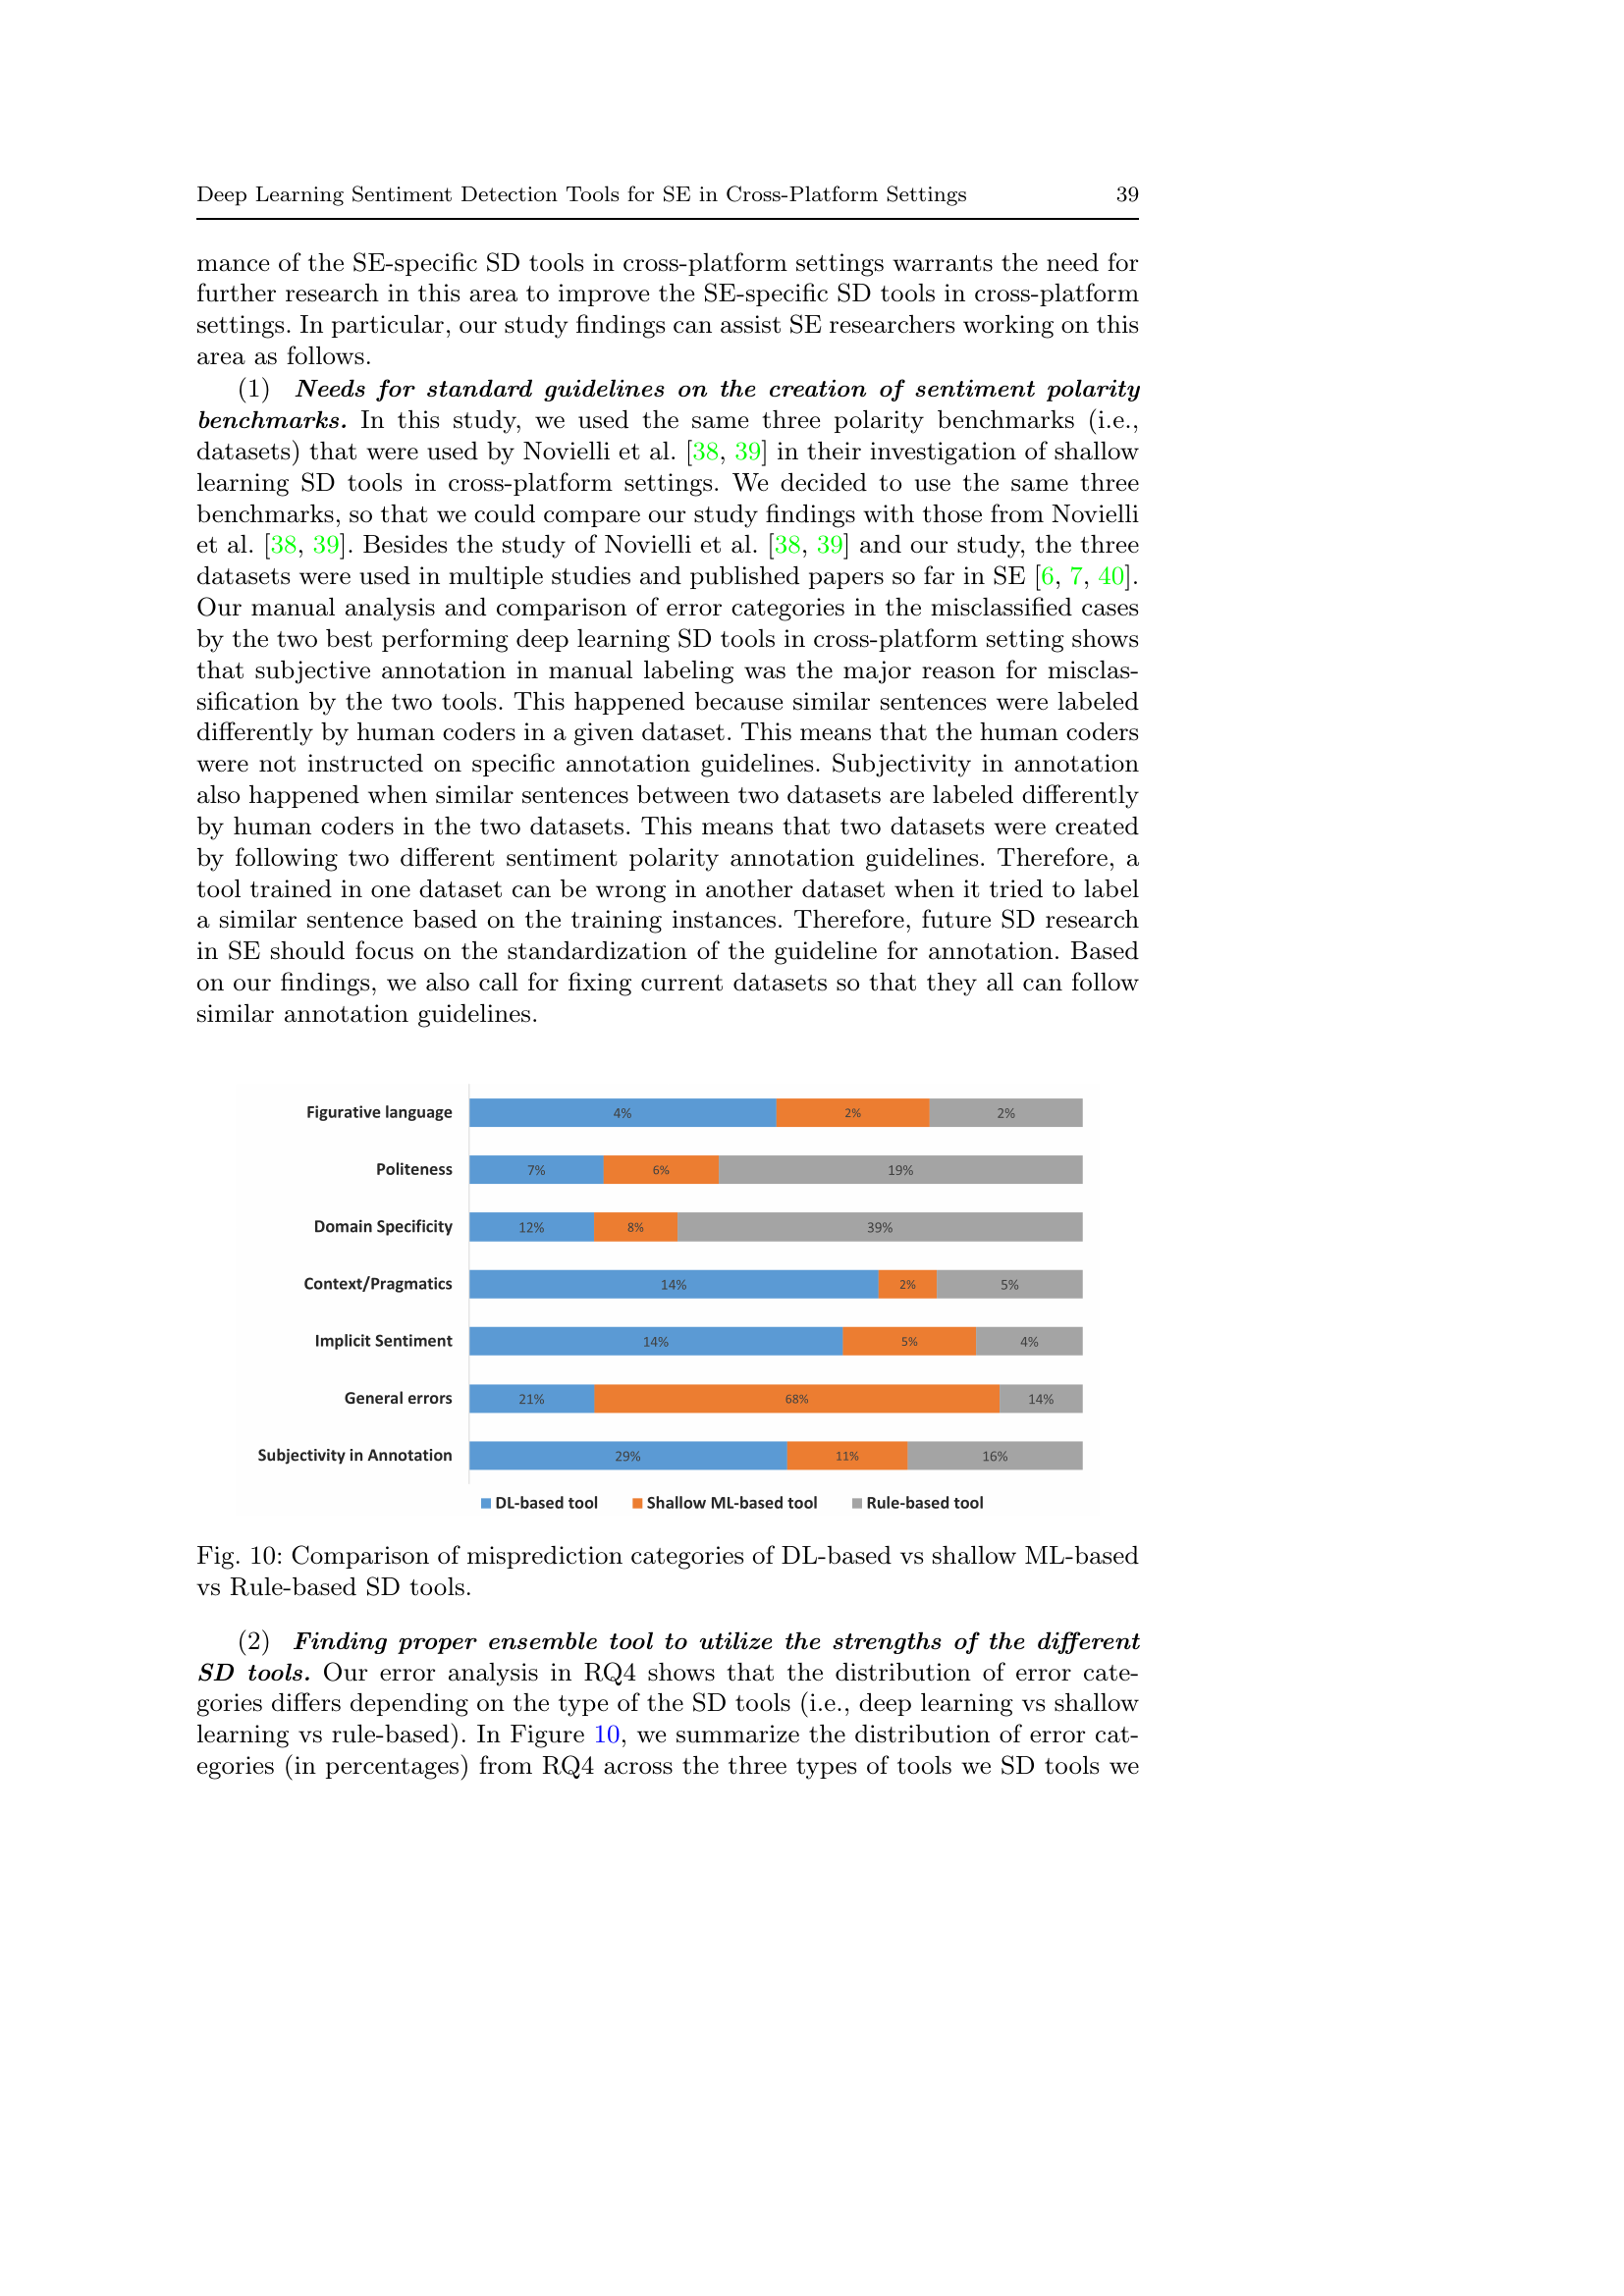 Deep Learning Sentiment Detection Tools for SE in Cross-Platform Settings 39
mance of the SE-specific SD tools in cross-platform settings warrants the need for
further research in this area to improve the SE-specific SD tools in cross-platform
settings. In particular, our study findings can assist SE researchers working on this
area as follows.
(1) Needs for standard guidelines on the creation of sentiment polarity
benchmarks. In this study, we used the same three polarity benchmarks (i.e.,
datasets) that were used by Novielli et al. [38, 39] in their investigation of shallow
learning SD tools in cross-platform settings. We decided to use the same three
benchmarks, so that we could compare our study findings with those from Novielli
et al. [38, 39]. Besides the study of Novielli et al. [38, 39] and our study, the three
datasets were used in multiple studies and published papers so far in SE [6, 7, 40].
Our manual analysis and comparison of error categories in the misclassified cases
by the two best performing deep learning SD tools in cross-platform setting shows
that subjective annotation in manual labeling was the major reason for misclas-
sification by the two tools. This happened because similar sentences were labeled
differently by human coders in a given dataset. This means that the human coders
were not instructed on specific annotation guidelines. Subjectivity in annotation
also happened when similar sentences between two datasets are labeled differently
by human coders in the two datasets. This means that two datasets were created
by following two different sentiment polarity annotation guidelines. Therefore, a
tool trained in one dataset can be wrong in another dataset when it tried to label
a similar sentence based on the training instances. Therefore, future SD research
in SE should focus on the standardization of the guideline for annotation. Based
on our findings, we also call for fixing current datasets so that they all can follow
similar annotation guidelines.
Figurative language 4% 2% 2%
Politeness 7% 6% 19%
Domain Specificity 12% 8% 39%
Context/Pragmatics 14% 2% 5%
Implicit Sentiment 14% 5% 4%
General errors 21% 68% 14%
Subjectivity in Annotation 29% 11% 16%
DL-based tool Shallow ML-based tool Rule-based tool
Fig. 10: Comparison of misprediction categories of DL-based vs shallow ML-based
vs Rule-based SD tools.
(2) Finding proper ensemble tool to utilize the strengths of the different
SD tools. Our error analysis in RQ4 shows that the distribution of error cate-
gories differs depending on the type of the SD tools (i.e., deep learning vs shallow
learning vs rule-based). In Figure 10, we summarize the distribution of error cat-
egories (in percentages) from RQ4 across the three types of tools we SD tools we